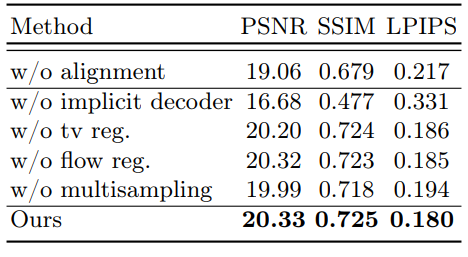 Method PSNR SSIM LPIPS
w/o alignment 19.06 0.679 0.217
w/o implicit decoder 16.68 0.477 0.331
w/o tv reg. 20.20 0.724 0.186
w/o flow reg. 20.32 0.723 0.185
w/o multisampling 19.99 0.718 0.194
Ours 20.33 0.725 0.180